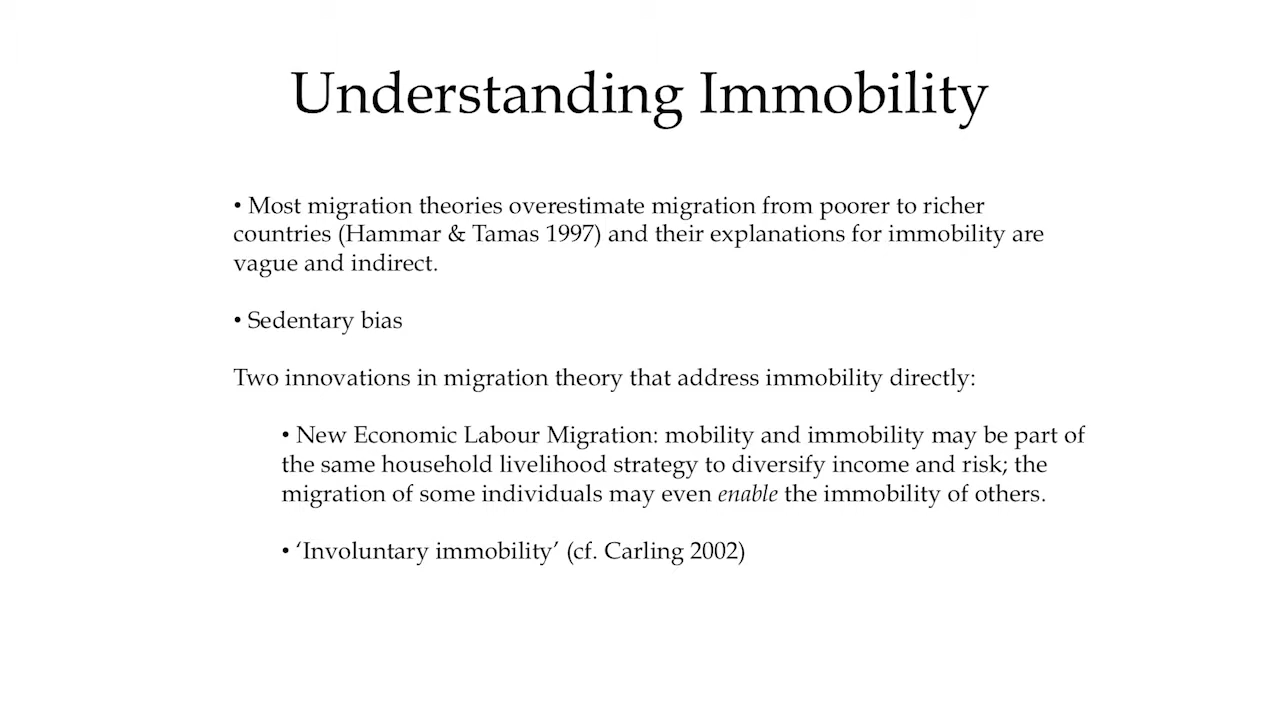 Understanding Immobility
• Most migration theories overestimate migration from poorer to richer
countries (Hammar & Tamas 1997) and their explanations for immobility are
vague and indirect.
• Sedentary bias
Two innovations in migration theory that address immobility directly:
• New Economic Labour Migration: mobility and immobility may be part of
the same household livelihood strategy to diversify income and risk; the
migration of some individuals may even enable the immobility of others.
• ‘Involuntary immobility’ (cf. Carling 2002)